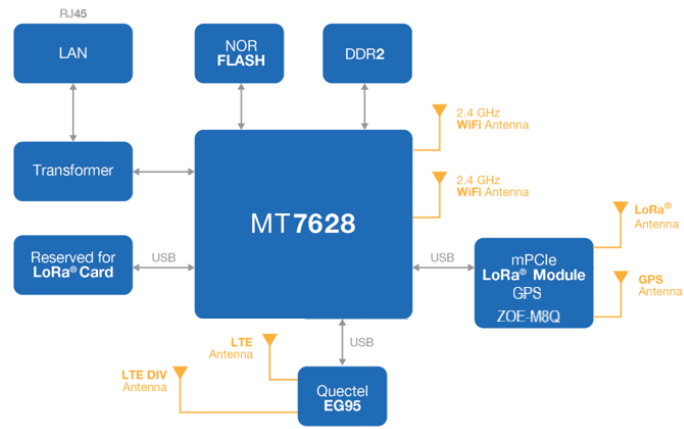 RJ45
LAN
NOR
FLASH
DDR2
2.4 GHz
WiFi Antenna
Transformer
2.4 GHz
WiFi Antenna
MT7628
LoRa®
Antenna
Reserved for
LoRa® Card
USB
USB
mPCIe
LoRa® Module
GPS
ZOE-M8Q
GPS
Antenna
LTE
Antenna
USB
LTE DIV
Antenna
Quectel
EG95